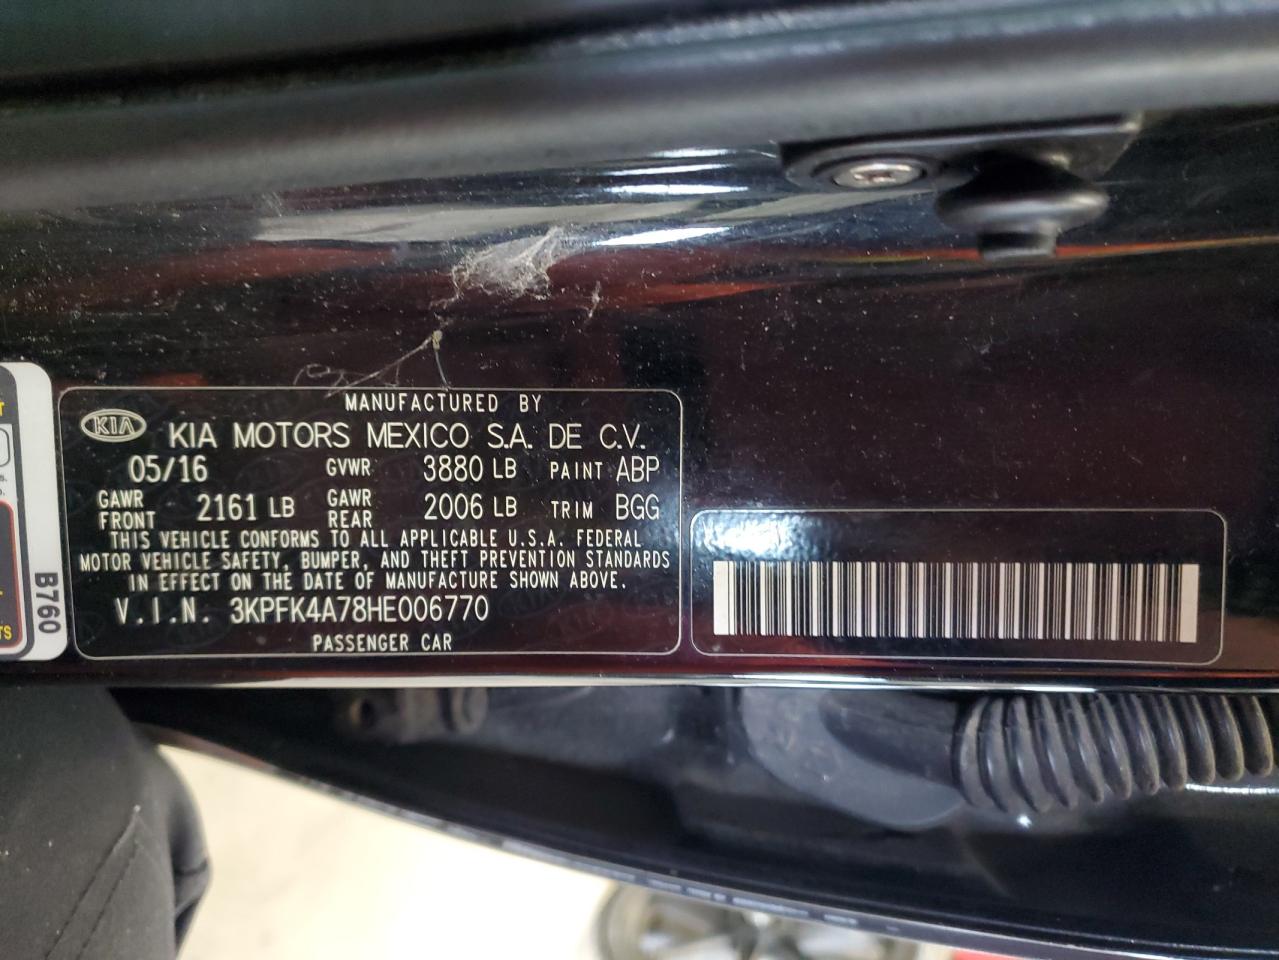 MANUFACTURED BY
KIA KIA MOTORS MEXICO S.A. DE C.V.
05/16 GVWR 3880 LB PAINT ABP
GAWR FRONT 2161 LB GAWR REAR 2006 LB TRIM BGG
THIS VEHICLE CONFORMS TO ALL APPLICABLE U.S.A. FEDERAL
MOTOR VEHICLE SAFETY, BUMPER, AND THEFT PREVENTION STANDARDS
IN EFFECT ON THE DATE OF MANUFACTURE SHOWN ABOVE.
V.I.N. 3KPFK4A78HE006770
PASSENGER CAR
B760